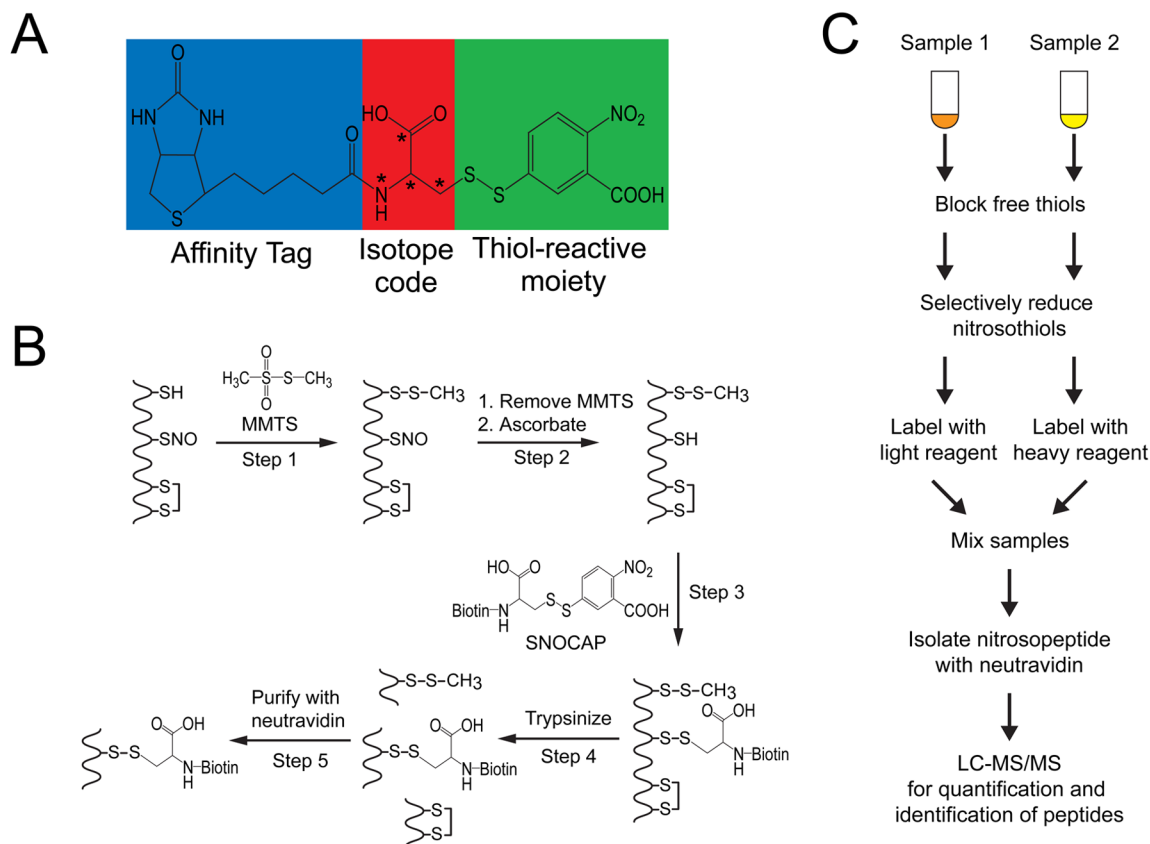 A
O
HN
NH
S
O
N
H
HO
O
*
*
*
*
S
S
NO2
COOH
Affinity Tag
Isotope
code
Thiol-reactive
moiety
B
SH
SNO
S
S
O
H3C-S-S-CH3
O
MMTS
Step 1
S-S-CH3
SNO
S
S
1. Remove MMTS
2. Ascorbate
Step 2
S-S-CH3
SH
S
S
HO
O
Biotin-N
H
S
S
NO2
COOH
SNOCAP
Step 3
S-S-CH3
O
OH
S-S
N-Biotin
H
S
S
Trypsinize
Step 4
S-S-CH3
O
OH
S-S
N-Biotin
H
S
S
Purify with
neutravidin
Step 5
O
OH
S-S
N-Biotin
H
C
Sample 1
Sample 2
Block free thiols
Selectively reduce
nitrosothiols
Label with
light reagent
Label with
heavy reagent
Mix samples
Isolate nitrosopeptide
with neutravidin
LC-MS/MS
for quantification and
identification of peptides